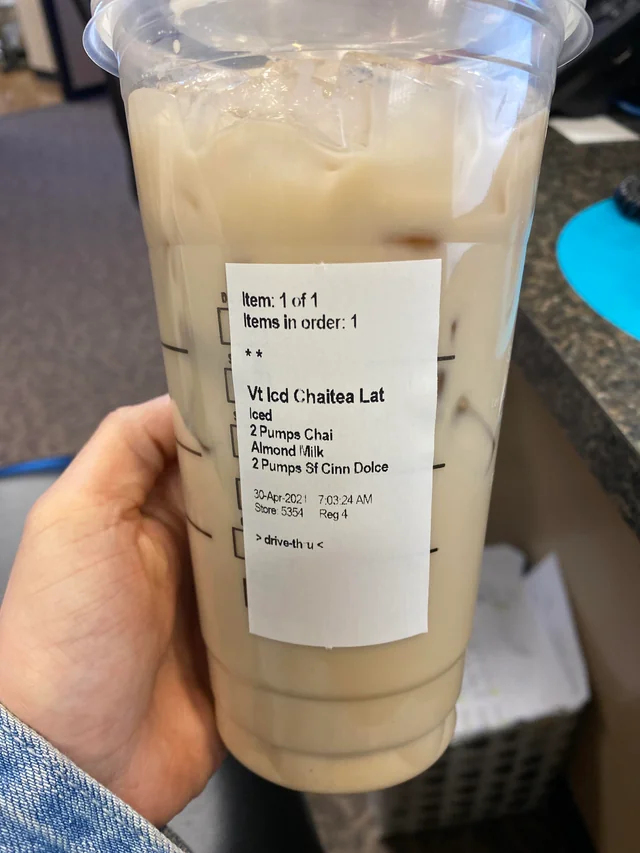 Item: 1 of 1
Items in order: 1
* *
Vt Icd Chaitea Lat
Iced
2 Pumps Chai
Almond Milk
2 Pumps Sf Cinn Dolce
30-Apr-2021 7:03:24 AM
Store: 5354 Reg 4
> drive-thru <